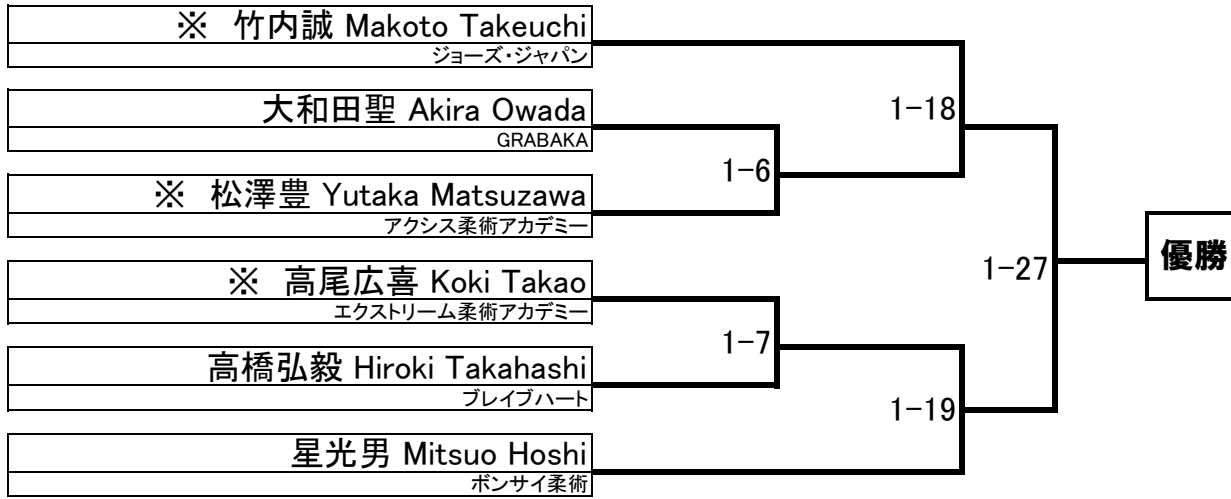 ※ 竹内誠 Makoto Takeuchi
ジョーズ・ジャパン
大和田聖 Akira Owada
GRABAKA
※ 松澤豊 Yutaka Matsuzawa
アクシス柔術アカデミー
※ 高尾広喜 Koki Takao
エクストリーム柔術アカデミー
高橋弘毅 Hiroki Takahashi
ブレイブハート
星光男 Mitsuo Hoshi
ボンサイ柔術
1-6
1-7
1-18
1-19
1-27
優勝